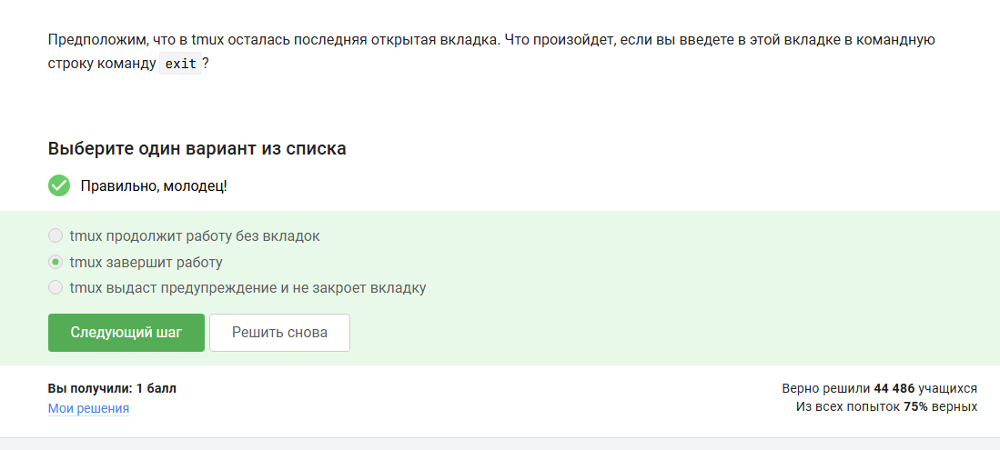 Предположим, что в tmux осталась последняя открытая вкладка. Что произойдет, если вы введете в этой вкладке в командную
строку команду exit?
Выберите один вариант из списка
Правильно, молодец!
tmux продолжит работу без вкладок
tmux завершит работу
tmux выдаст предупреждение и не закроет вкладку
Следующий шаг
Решить снова
Вы получили: 1 балл
Мои решения
Верно решили 44 486 учащихся
Из всех попыток 75% верных